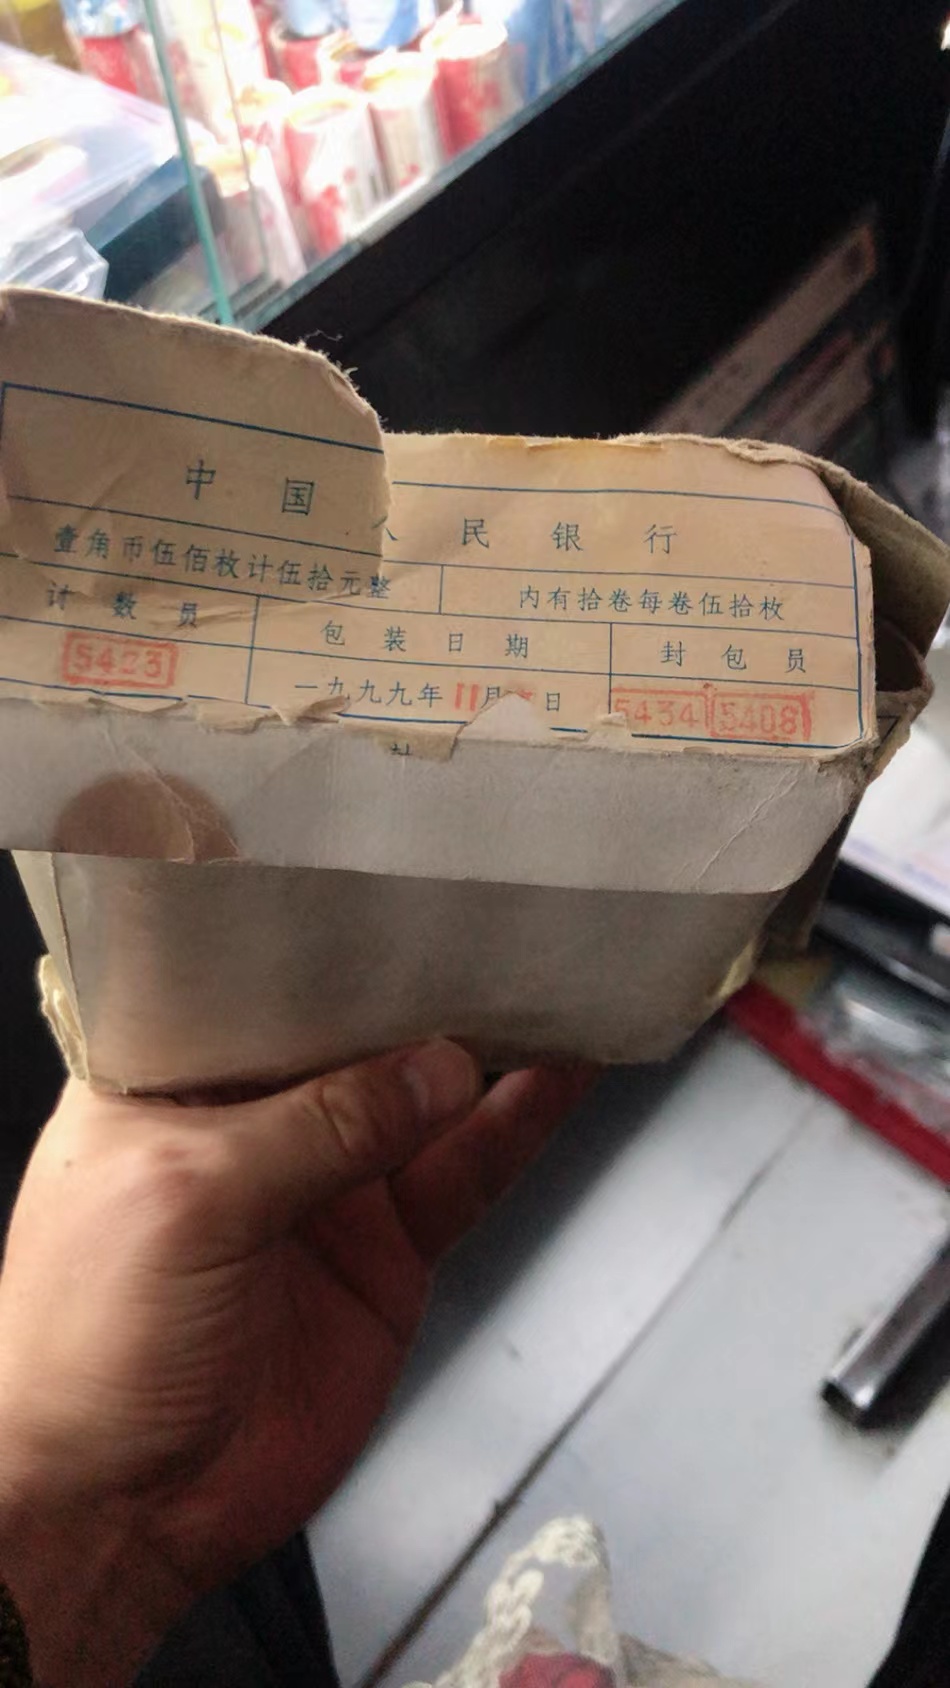 中国人民银行
壹角币伍佰枚计伍拾元整 内有拾卷每卷伍拾枚
计数员 包装日期 封包员
5423 一九九九年11月 日 5434 5408